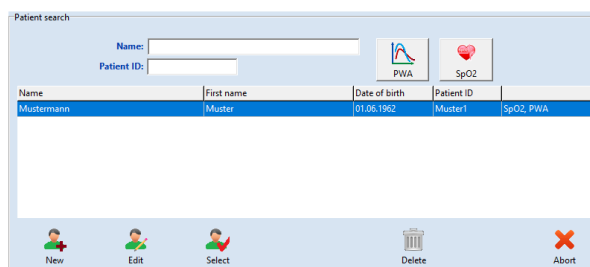 Patient search
Name:
Patient ID:
PWA
SpO2
Name First name Date of birth Patient ID
Mustermann Muster 01.06.1962 Muster1 SpO2, PWA
New Edit Select Delete Abort